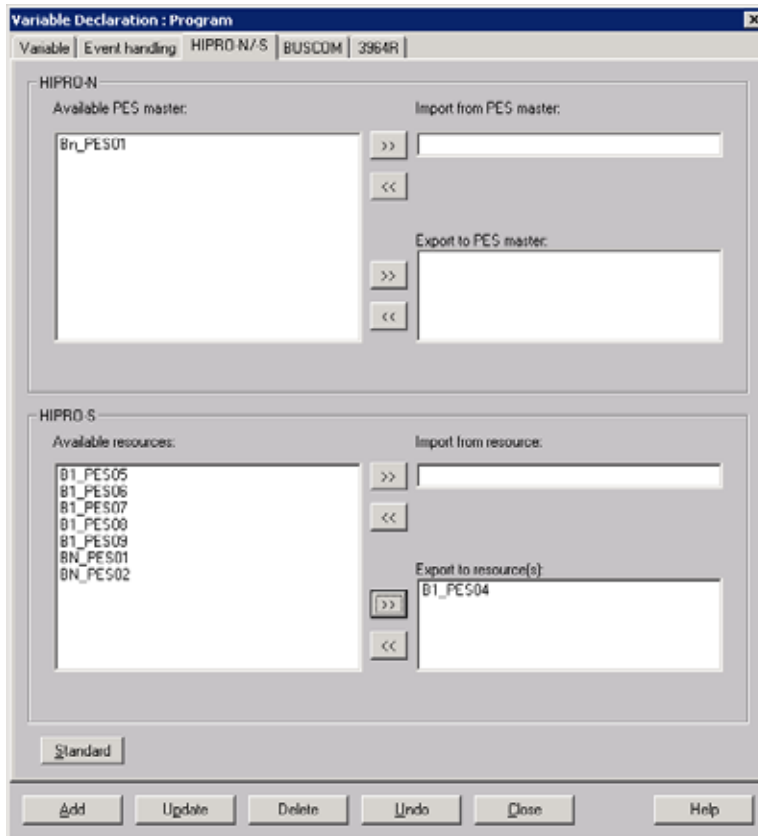 Variable Declaration : Program
Variable
Event handling
HIPRO-N/-S
BUSCOM
3964R
HIPRO-N
Available PES master:
Import from PES master:
Bn_PES01
>>
<<
Export to PES master:
>>
<<
HIPRO-S
Available resources:
Import from resource:
B1_PES05
B1_PES06
B1_PES07
B1_PES08
B1_PES09
BN_PES01
BN_PES02
>>
<<
Export to resource(s):
B1_PES04
>>
<<
Standard
Add
Update
Delete
Undo
Close
Help